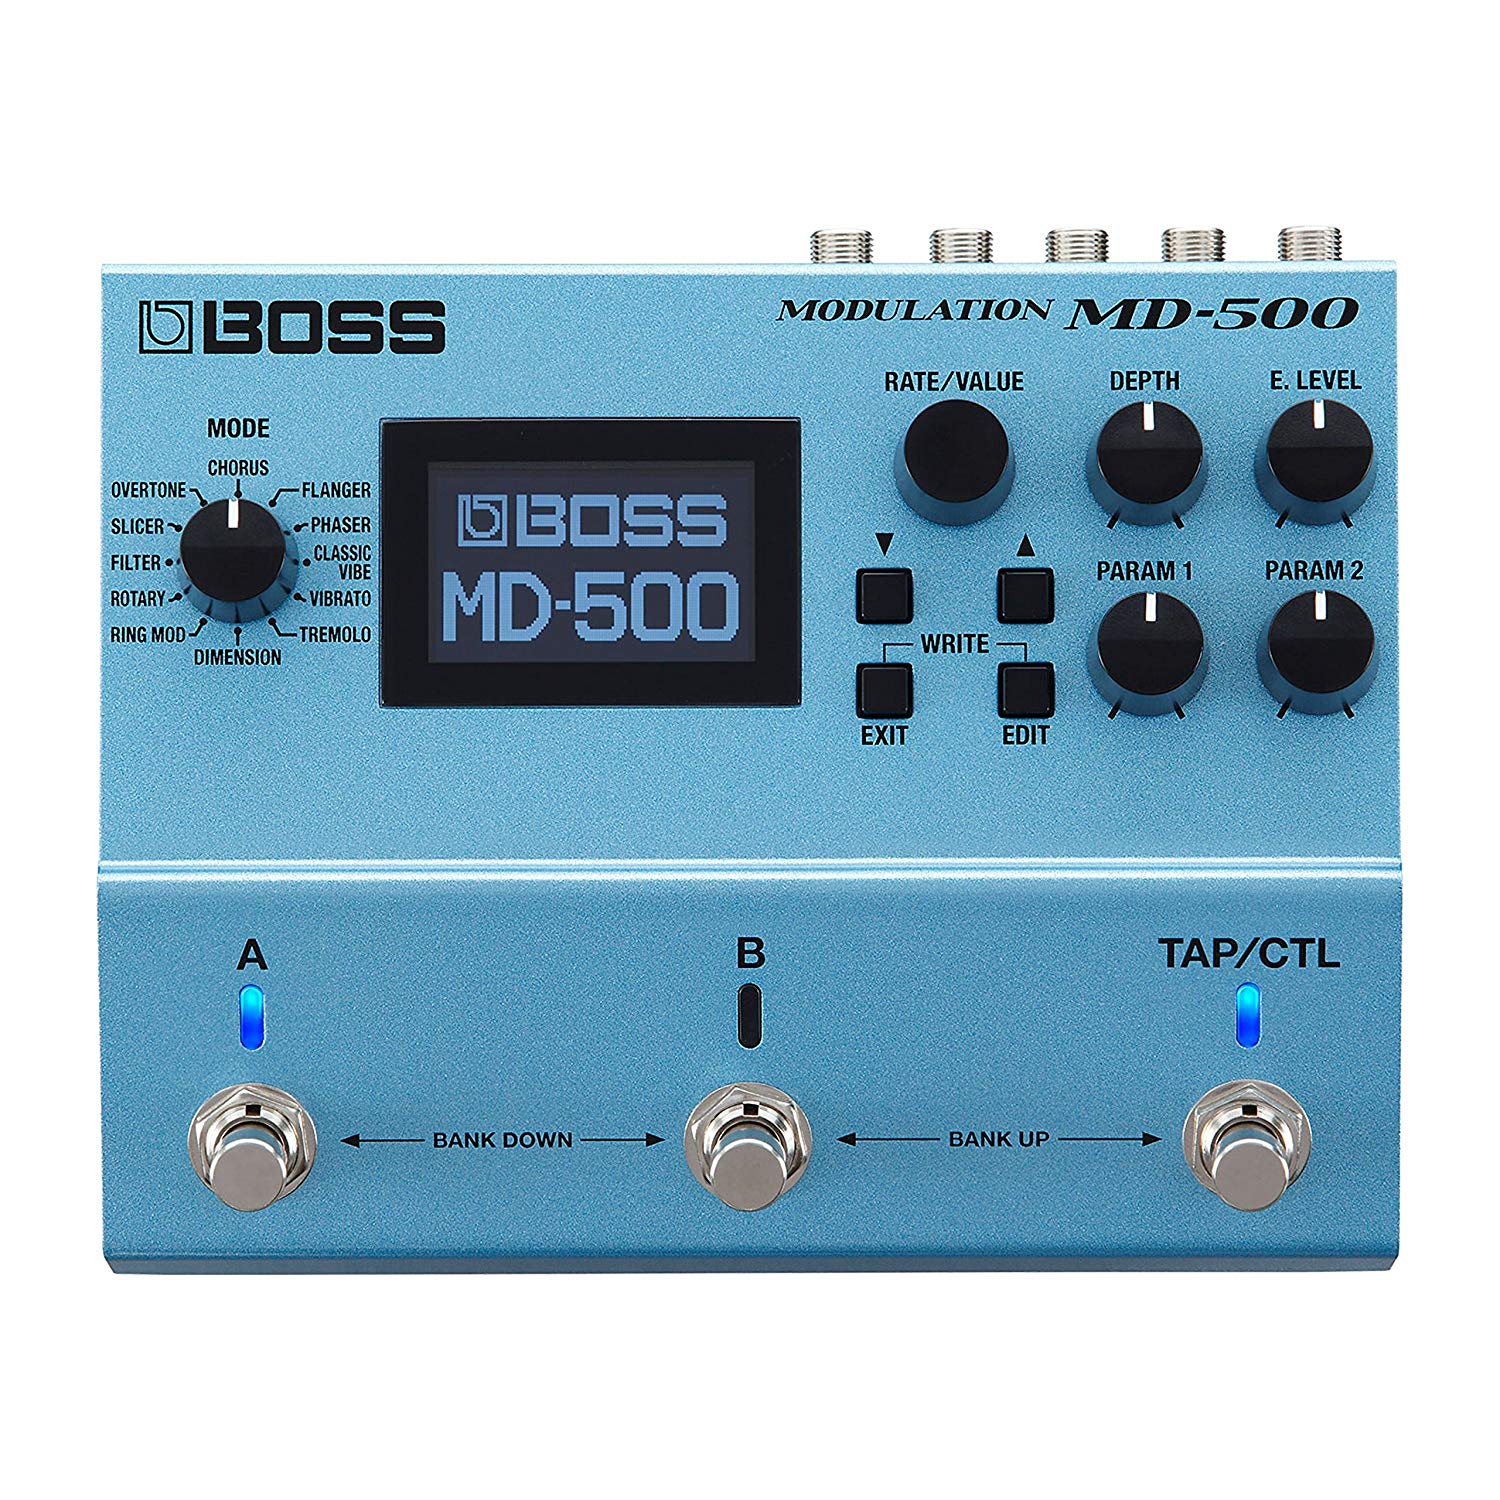 BOSS
MODULATION MD-500
RATE/VALUE
DEPTH
E. LEVEL
MODE
CHORUS
OVERTONE
FLANGER
SLICER
PHASER
FILTER
CLASSIC
VIBE
ROTARY
VIBRATO
RING MOD
TREMOLO
DIMENSION
BOSS
MD-500
▼
▲
PARAM 1
PARAM 2
WRITE
EXIT
EDIT
A
B
TAP/CTL
BANK DOWN
BANK UP